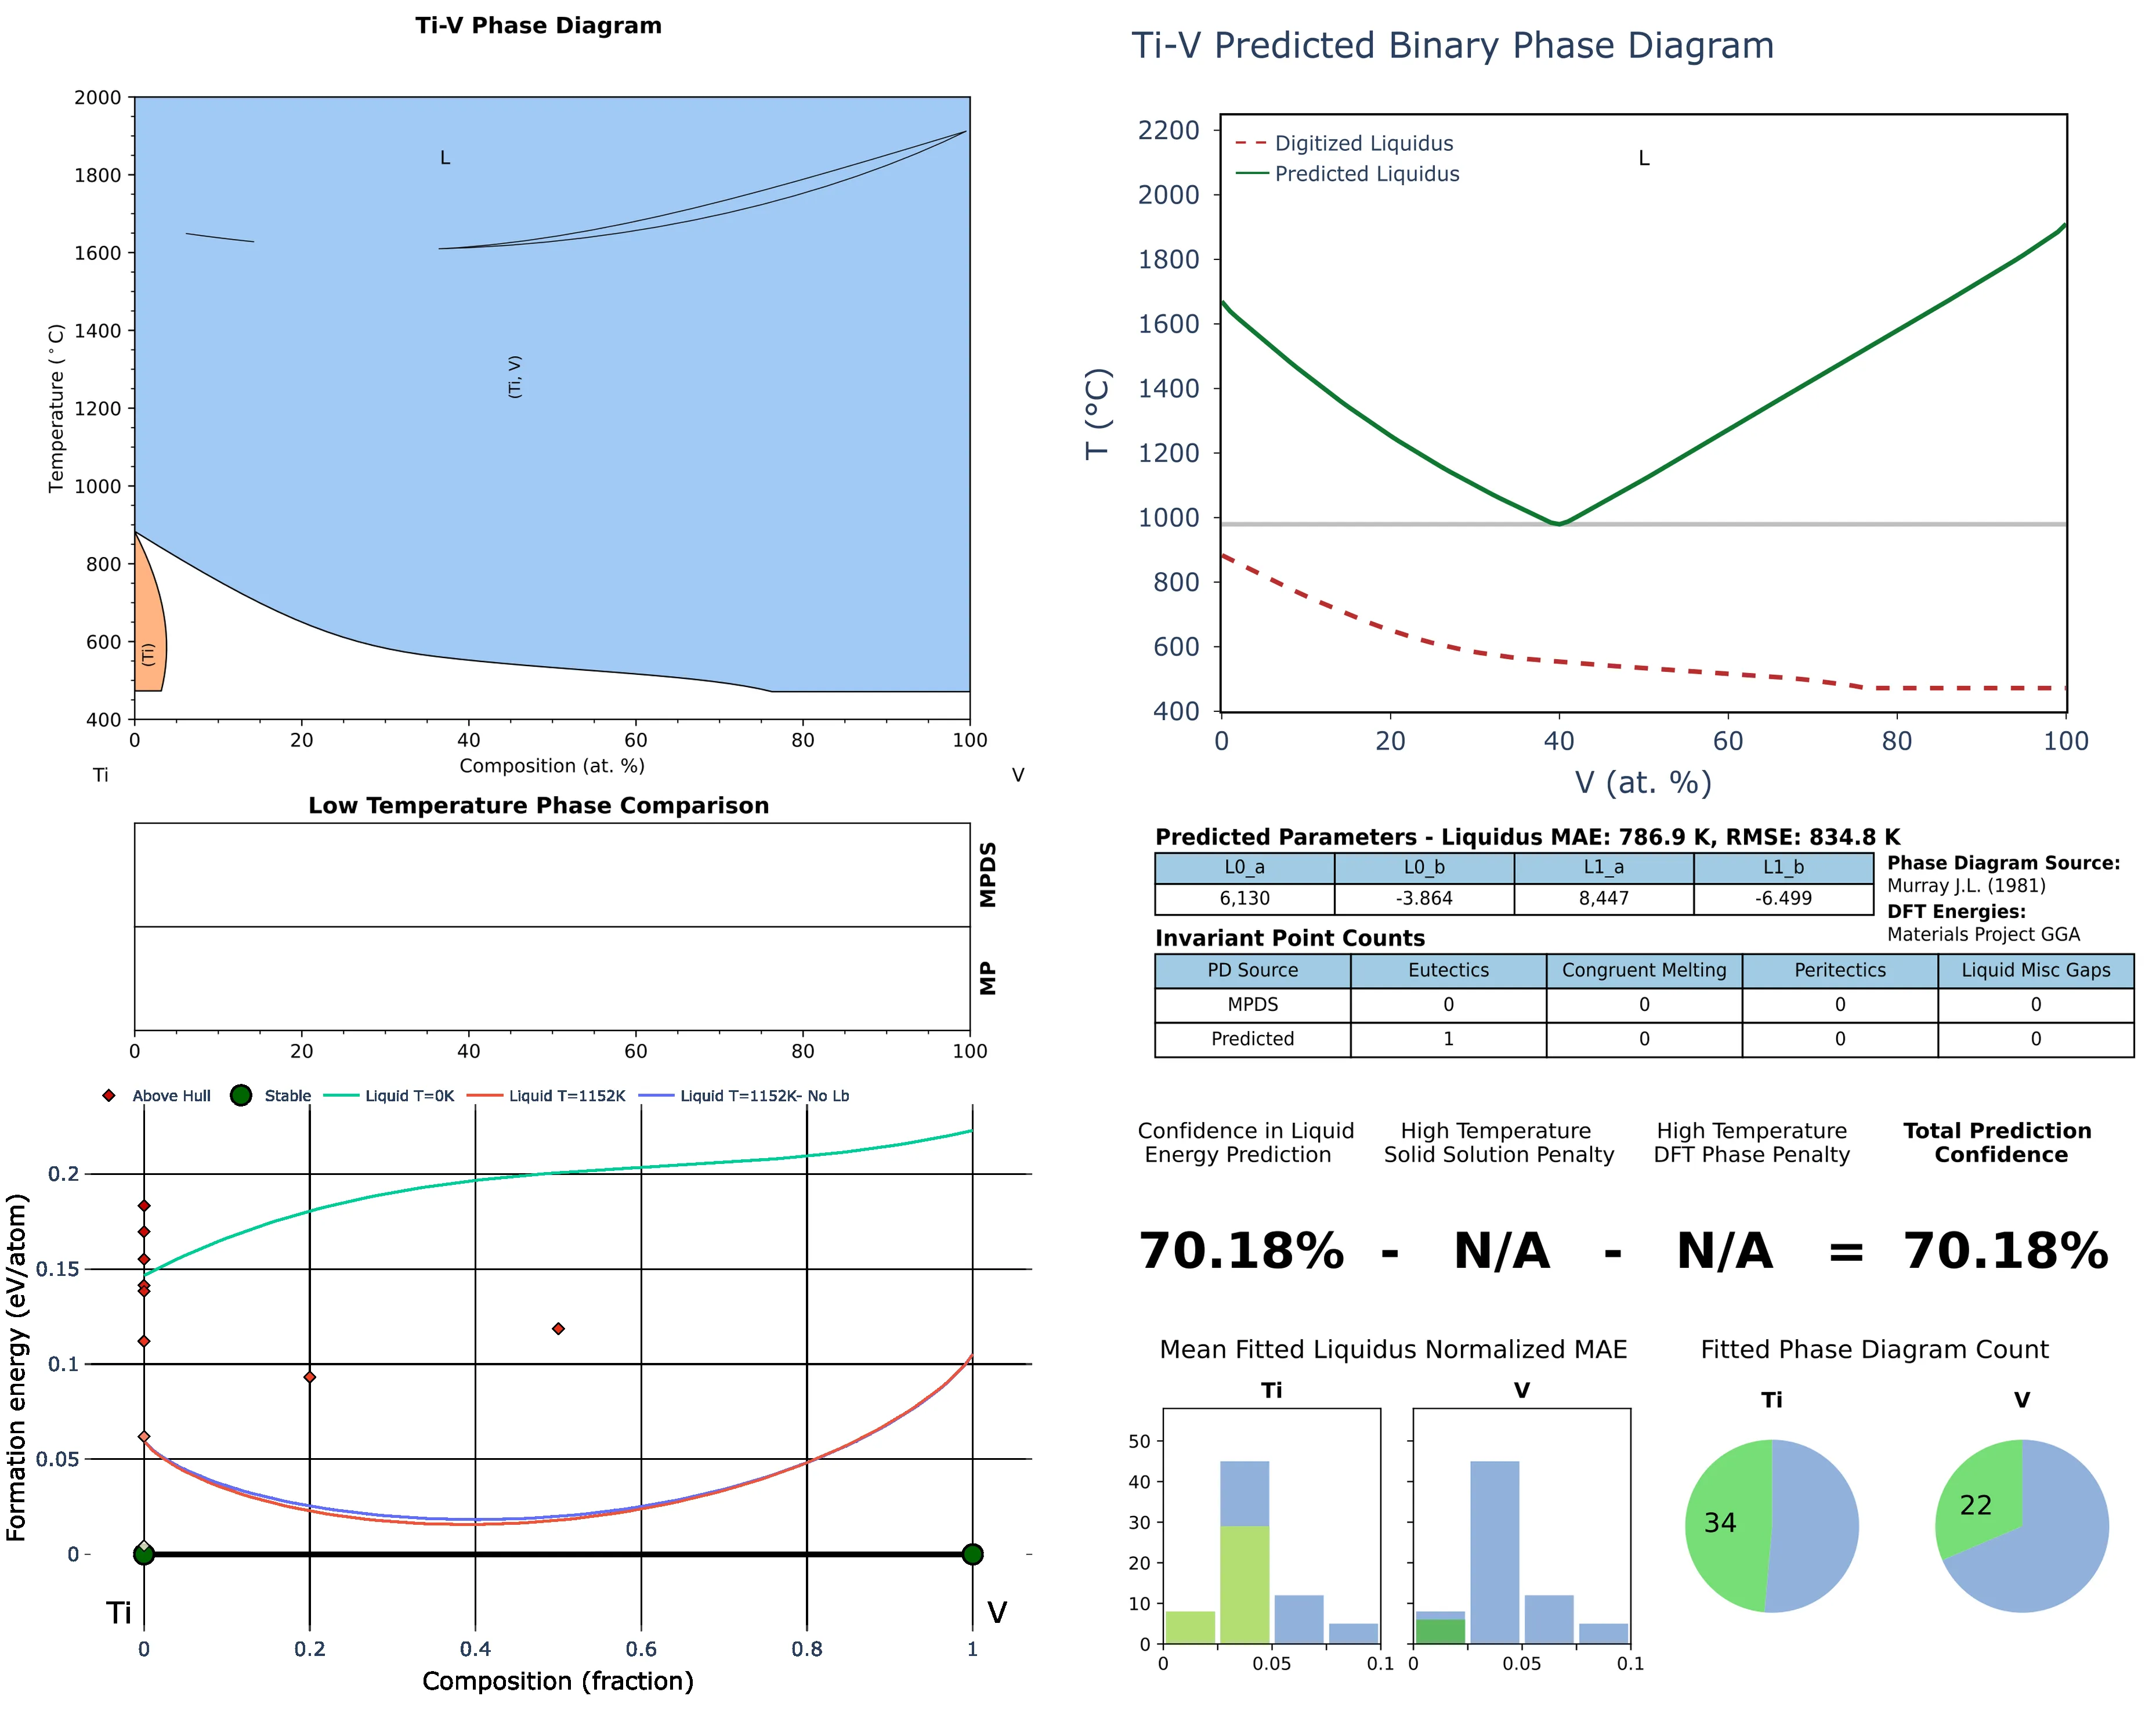 Ti-V Phase Diagram
2000
1800
1600
1400
1200
1000
800
600
400
Temperature (°C)
L
(Ti, V)
(Ti)
0 20 40 60 80 100
Composition (at. %)
Ti V
Ti-V Predicted Binary Phase Diagram
2200
2000
1800
1600
1400
1200
1000
800
600
400
T (°C)
Digitized Liquidus
Predicted Liquidus
L
0 20 40 60 80 100
V (at. %)
Low Temperature Phase Comparison
MPDS
MP
0 20 40 60 80 100
Predicted Parameters - Liquidus MAE: 786.9 K, RMSE: 834.8 K
L0_a L0_b L1_a L1_b
6,130 -3.864 8,447 -6.499
Phase Diagram Source:
Murray J.L. (1981)
DFT Energies:
Materials Project GGA
Invariant Point Counts
PD Source Eutectics Congruent Melting Peritectics Liquid Misc Gaps
MPDS 0 0 0 0
Predicted 1 0 0 0
Above Hull Stable Liquid T=0K Liquid T=1152K Liquid T=1152K- No Lb
0.2
0.15
0.1
0.05
0
Formation energy (eV/atom)
Ti V
0 0.2 0.4 0.6 0.8 1
Composition (fraction)
Confidence in Liquid
Energy Prediction
High Temperature
Solid Solution Penalty
High Temperature
DFT Phase Penalty
Total Prediction
Confidence
70.18% - N/A - N/A = 70.18%
Mean Fitted Liquidus Normalized MAE
Ti V
50
40
30
20
10
0
0 0.05 0.1 0 0.05 0.1
Fitted Phase Diagram Count
Ti V
34 22